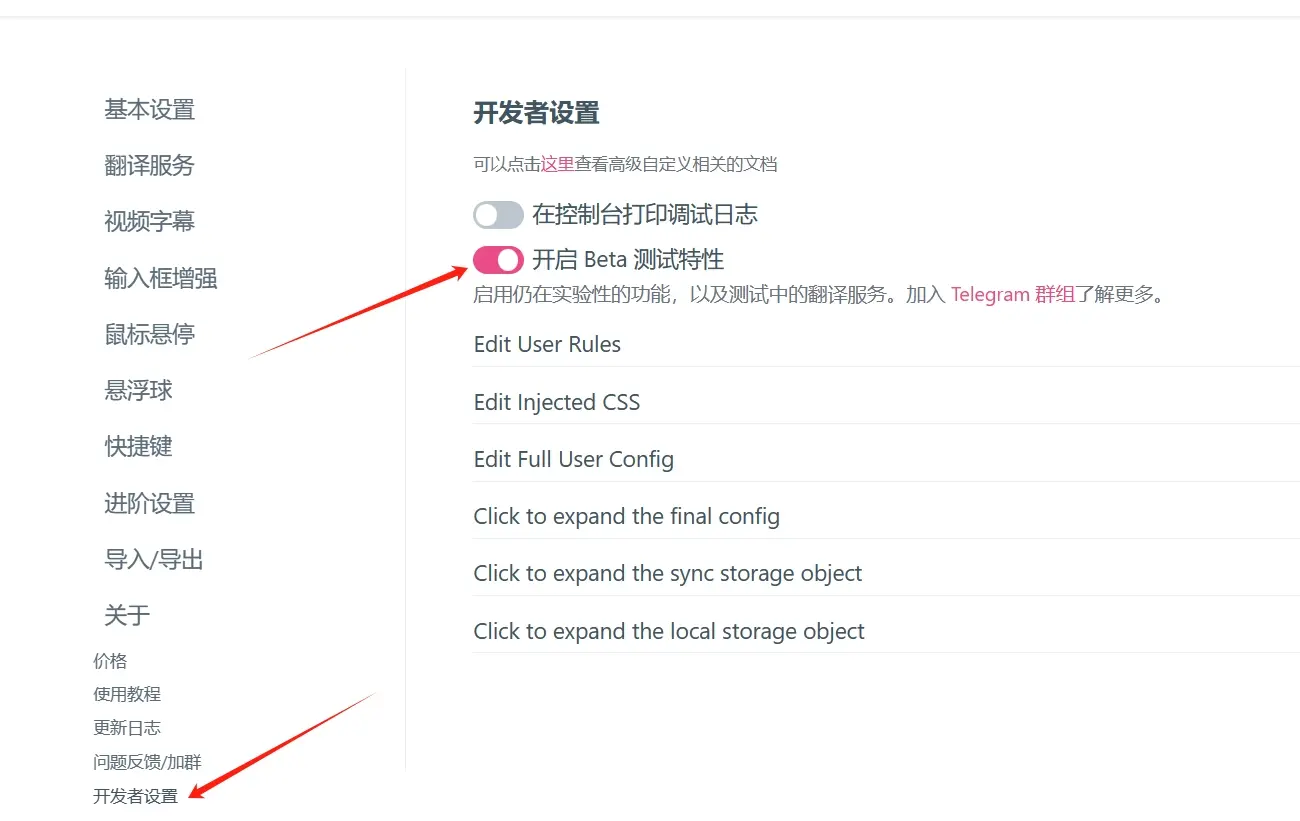 基本设置
翻译服务
视频字幕
输入框增强
鼠标悬停
悬浮球
快捷键
进阶设置
导入/导出
关于
价格
使用教程
更新日志
问题反馈/加群
开发者设置
开发者设置
可以点击这里查看高级自定义相关的文档
在控制台打印调试日志
开启 Beta 测试特性
启用仍在实验性的功能，以及测试中的翻译服务。加入 Telegram 群组了解更多。
Edit User Rules
Edit Injected CSS
Edit Full User Config
Click to expand the final config
Click to expand the sync storage object
Click to expand the local storage object